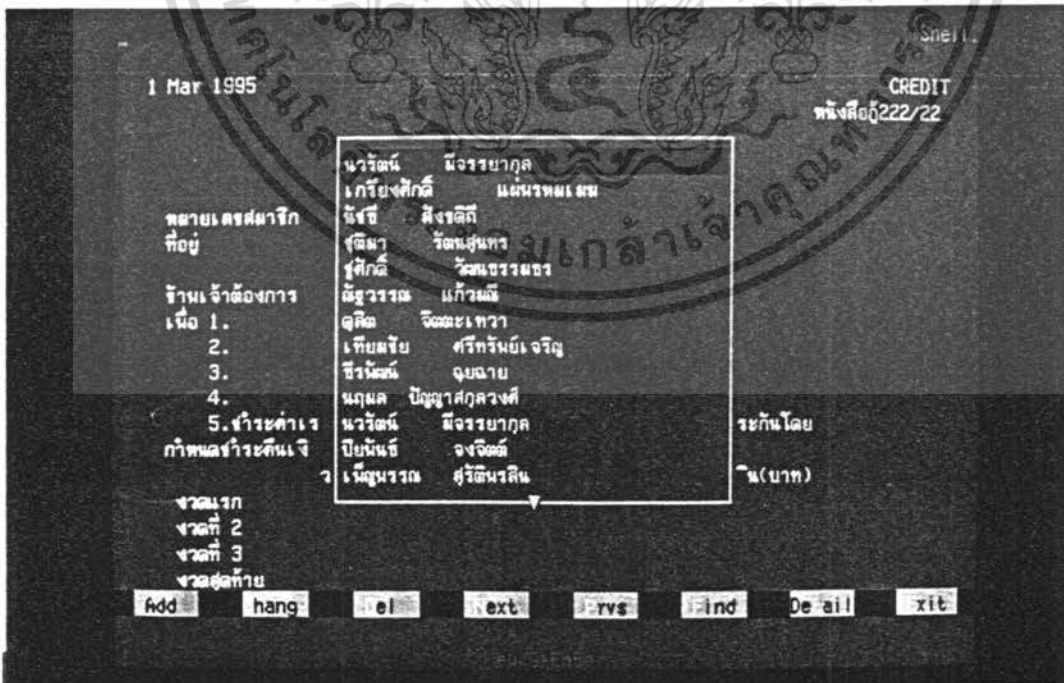 Shell
1 Mar 1995
CREDIT
หนังสือกู้222/22
นวรัตน์ มีจรรยากุล
เกรียงศักดิ์ แผ่นรหมเมฆ
หมายเลขสมาชิก นัชชี สังขดิถี
ที่อยู่ ชุติมา รัตนสุนทร
ชูศักดิ์ วัฒนธรรมธร
ข้าพเจ้าต้องการ ณัฐวรรณ แก้วมณี
เพื่อ 1. ดุสิต จิตตะเทวา
2. เทียมชัย ศรีทรัพย์เจริญ
3. ธีรพัฒน์ ฉุยฉาย
4. นฤมล ปัญญาสกุลวงศ์
5.ชำระค่าเร นวรัตน์ มีจรรยากุล ระกันโดย
กำหนดชำระคืนเงิ ปิยพันธ์ จงจิตต์
ว เพ็ญพรรณ สุรัตินรสิน ิน(บาท)
งวดแรก
งวดที่ 2
งวดที่ 3
งวดสุดท้าย
Add hang el ext rvs ind De ail xit